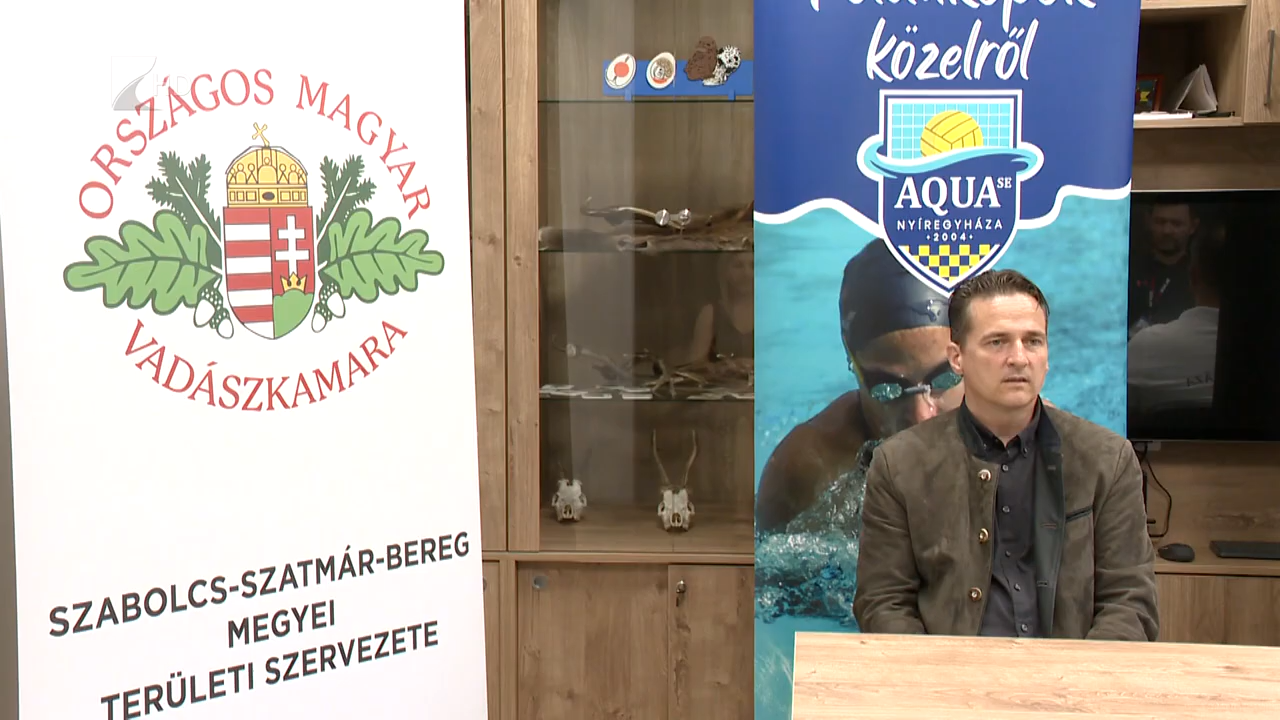 ORSZÁGOS MAGYAR
VADÁSZKAMARA
SZABOLCS-SZATMÁR-BEREG
MEGYEI
TERÜLETI SZERVEZETE
közelről
AQUA SE
NYÍREGYHÁZA
·2004·